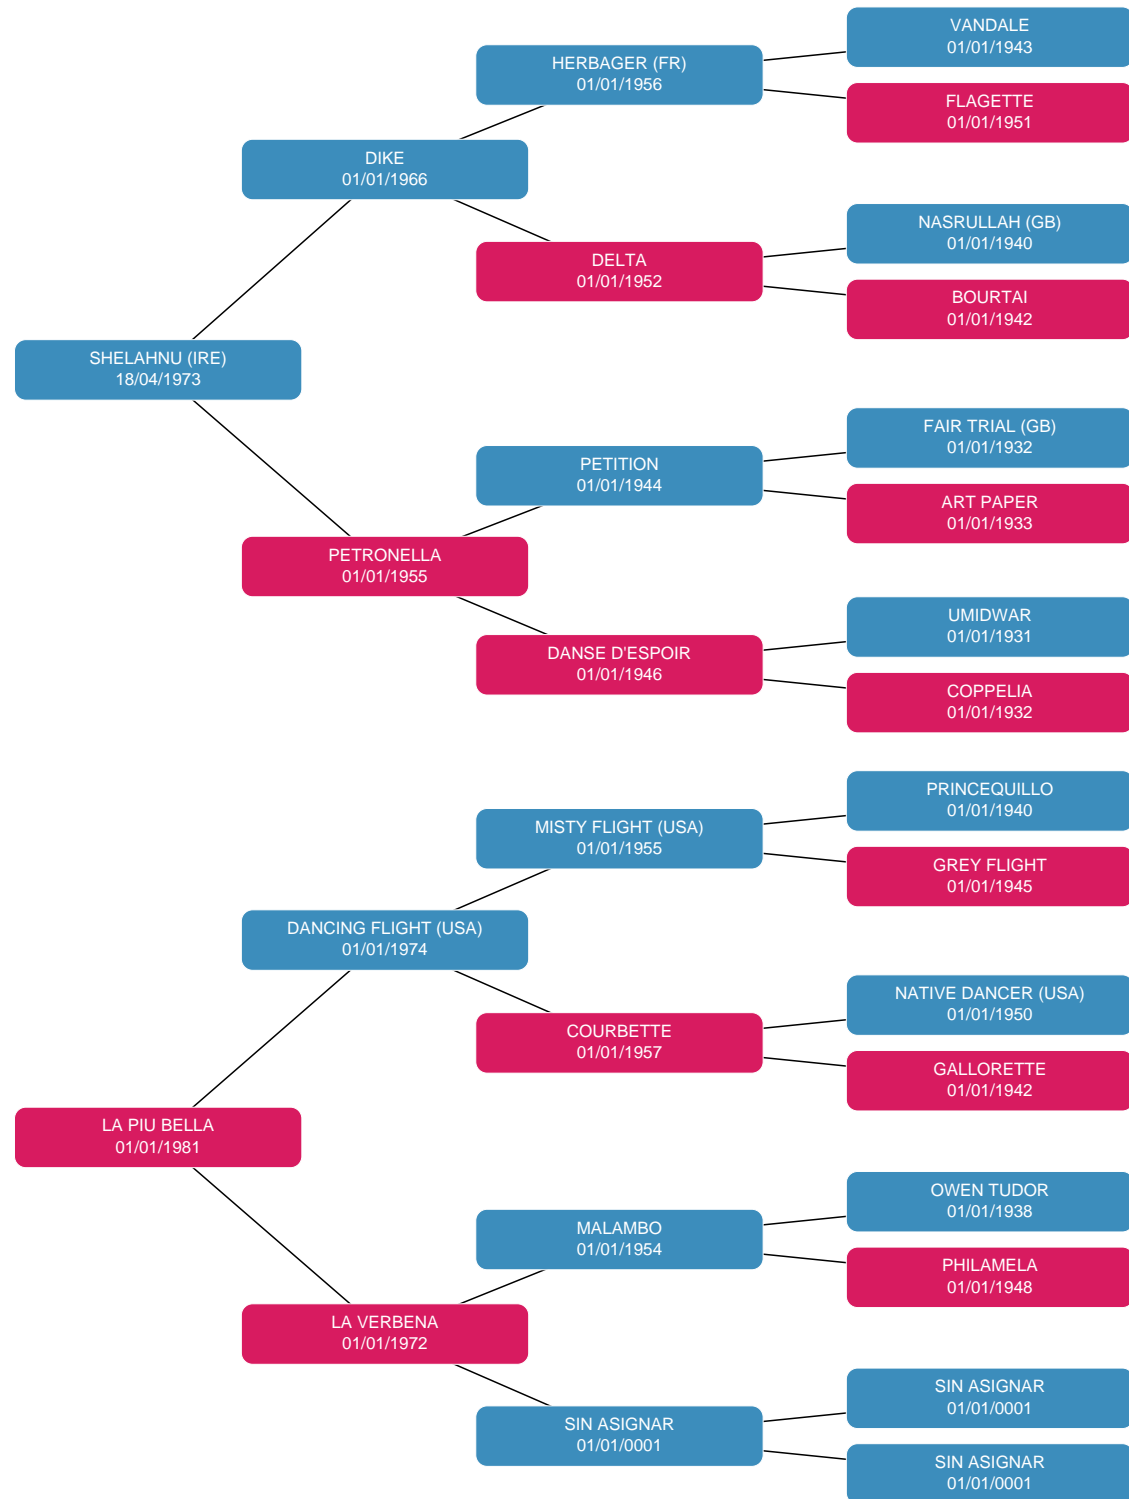 VANDALE
01/01/1943
HERBAGER (FR)
01/01/1956
FLAGETTE
01/01/1951
DIKE
01/01/1966
NASRULLAH (GB)
01/01/1940
DELTA
01/01/1952
BOURTAI
01/01/1942
SHELAHNU (IRE)
18/04/1973
FAIR TRIAL (GB)
01/01/1932
PETITION
01/01/1944
ART PAPER
01/01/1933
PETRONELLA
01/01/1955
UMIDWAR
01/01/1931
DANSE D'ESPOIR
01/01/1946
COPPELIA
01/01/1932
PRINCEQUILLO
01/01/1940
MISTY FLIGHT (USA)
01/01/1955
GREY FLIGHT
01/01/1945
DANCING FLIGHT (USA)
01/01/1974
NATIVE DANCER (USA)
01/01/1950
COURBETTE
01/01/1957
GALLORETTE
01/01/1942
LA PIU BELLA
01/01/1981
OWEN TUDOR
01/01/1938
MALAMBO
01/01/1954
PHILAMELA
01/01/1948
LA VERBENA
01/01/1972
SIN ASIGNAR
01/01/0001
SIN ASIGNAR
01/01/0001
SIN ASIGNAR
01/01/0001